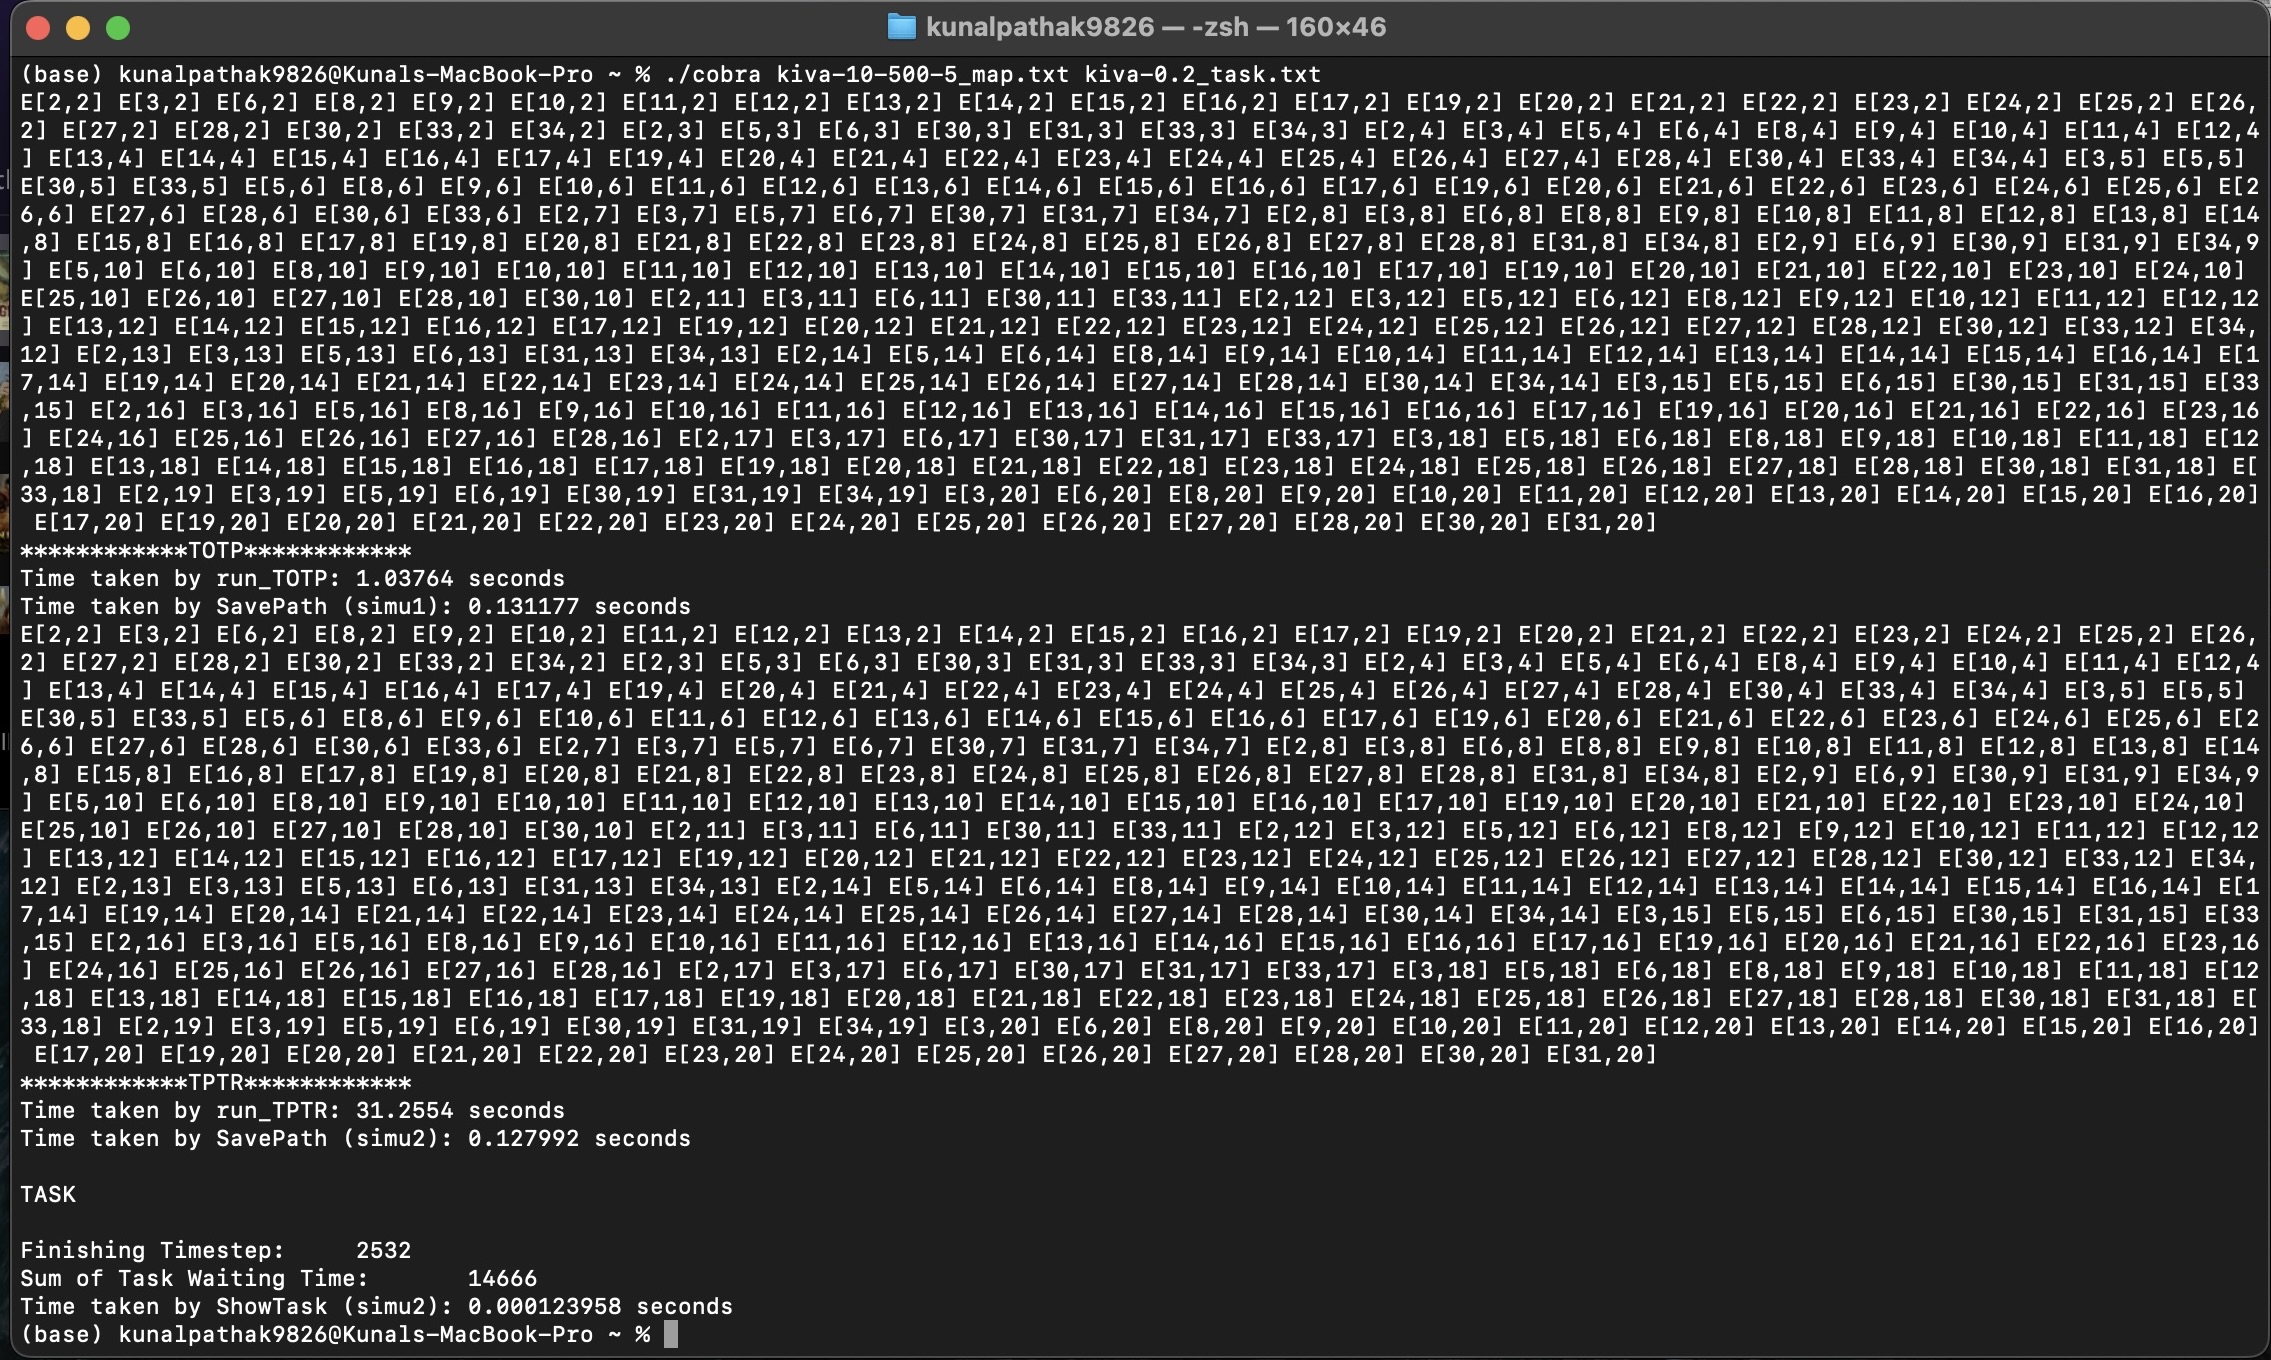 kunalpathak9826 — -zsh — 160×46
(base) kunalpathak9826@Kunals-MacBook-Pro ~ % ./cobra kiva-10-500-5_map.txt kiva-0.2_task.txt
E[2,2] E[3,2] E[6,2] E[8,2] E[9,2] E[10,2] E[11,2] E[12,2] E[13,2] E[14,2] E[15,2] E[16,2] E[17,2] E[19,2] E[20,2] E[21,2] E[22,2] E[23,2] E[24,2] E[25,2] E[26,
2] E[27,2] E[28,2] E[30,2] E[33,2] E[34,2] E[2,3] E[5,3] E[6,3] E[30,3] E[31,3] E[33,3] E[34,3] E[2,4] E[3,4] E[5,4] E[6,4] E[8,4] E[9,4] E[10,4] E[11,4] E[12,4
] E[13,4] E[14,4] E[15,4] E[16,4] E[17,4] E[19,4] E[20,4] E[21,4] E[22,4] E[23,4] E[24,4] E[25,4] E[26,4] E[27,4] E[28,4] E[30,4] E[33,4] E[34,4] E[3,5] E[5,5]
E[30,5] E[33,5] E[5,6] E[8,6] E[9,6] E[10,6] E[11,6] E[12,6] E[13,6] E[14,6] E[15,6] E[16,6] E[17,6] E[19,6] E[20,6] E[21,6] E[22,6] E[23,6] E[24,6] E[25,6] E[2
6,6] E[27,6] E[28,6] E[30,6] E[33,6] E[2,7] E[3,7] E[5,7] E[6,7] E[30,7] E[31,7] E[34,7] E[2,8] E[3,8] E[6,8] E[8,8] E[9,8] E[10,8] E[11,8] E[12,8] E[13,8] E[14
,8] E[15,8] E[16,8] E[17,8] E[19,8] E[20,8] E[21,8] E[22,8] E[23,8] E[24,8] E[25,8] E[26,8] E[27,8] E[28,8] E[31,8] E[34,8] E[2,9] E[6,9] E[30,9] E[31,9] E[34,9
] E[5,10] E[6,10] E[8,10] E[9,10] E[10,10] E[11,10] E[12,10] E[13,10] E[14,10] E[15,10] E[16,10] E[17,10] E[19,10] E[20,10] E[21,10] E[22,10] E[23,10] E[24,10]
E[25,10] E[26,10] E[27,10] E[28,10] E[30,10] E[2,11] E[3,11] E[6,11] E[30,11] E[33,11] E[2,12] E[3,12] E[5,12] E[6,12] E[8,12] E[9,12] E[10,12] E[11,12] E[12,12
] E[13,12] E[14,12] E[15,12] E[16,12] E[17,12] E[19,12] E[20,12] E[21,12] E[22,12] E[23,12] E[24,12] E[25,12] E[26,12] E[27,12] E[28,12] E[30,12] E[33,12] E[34,
12] E[2,13] E[3,13] E[5,13] E[6,13] E[31,13] E[34,13] E[2,14] E[5,14] E[6,14] E[8,14] E[9,14] E[10,14] E[11,14] E[12,14] E[13,14] E[14,14] E[15,14] E[16,14] E[1
7,14] E[19,14] E[20,14] E[21,14] E[22,14] E[23,14] E[24,14] E[25,14] E[26,14] E[27,14] E[28,14] E[30,14] E[34,14] E[3,15] E[5,15] E[6,15] E[30,15] E[31,15] E[33
,15] E[2,16] E[3,16] E[5,16] E[8,16] E[9,16] E[10,16] E[11,16] E[12,16] E[13,16] E[14,16] E[15,16] E[16,16] E[17,16] E[19,16] E[20,16] E[21,16] E[22,16] E[23,16
] E[24,16] E[25,16] E[26,16] E[27,16] E[28,16] E[2,17] E[3,17] E[6,17] E[30,17] E[31,17] E[33,17] E[3,18] E[5,18] E[6,18] E[8,18] E[9,18] E[10,18] E[11,18] E[12
,18] E[13,18] E[14,18] E[15,18] E[16,18] E[17,18] E[19,18] E[20,18] E[21,18] E[22,18] E[23,18] E[24,18] E[25,18] E[26,18] E[27,18] E[28,18] E[30,18] E[31,18] E[
33,18] E[2,19] E[3,19] E[5,19] E[6,19] E[30,19] E[31,19] E[34,19] E[3,20] E[6,20] E[8,20] E[9,20] E[10,20] E[11,20] E[12,20] E[13,20] E[14,20] E[15,20] E[16,20]
 E[17,20] E[19,20] E[20,20] E[21,20] E[22,20] E[23,20] E[24,20] E[25,20] E[26,20] E[27,20] E[28,20] E[30,20] E[31,20]
************TOTP************
Time taken by run_TOTP: 1.03764 seconds
Time taken by SavePath (simu1): 0.131177 seconds
E[2,2] E[3,2] E[6,2] E[8,2] E[9,2] E[10,2] E[11,2] E[12,2] E[13,2] E[14,2] E[15,2] E[16,2] E[17,2] E[19,2] E[20,2] E[21,2] E[22,2] E[23,2] E[24,2] E[25,2] E[26,
2] E[27,2] E[28,2] E[30,2] E[33,2] E[34,2] E[2,3] E[5,3] E[6,3] E[30,3] E[31,3] E[33,3] E[34,3] E[2,4] E[3,4] E[5,4] E[6,4] E[8,4] E[9,4] E[10,4] E[11,4] E[12,4
] E[13,4] E[14,4] E[15,4] E[16,4] E[17,4] E[19,4] E[20,4] E[21,4] E[22,4] E[23,4] E[24,4] E[25,4] E[26,4] E[27,4] E[28,4] E[30,4] E[33,4] E[34,4] E[3,5] E[5,5]
E[30,5] E[33,5] E[5,6] E[8,6] E[9,6] E[10,6] E[11,6] E[12,6] E[13,6] E[14,6] E[15,6] E[16,6] E[17,6] E[19,6] E[20,6] E[21,6] E[22,6] E[23,6] E[24,6] E[25,6] E[2
6,6] E[27,6] E[28,6] E[30,6] E[33,6] E[2,7] E[3,7] E[5,7] E[6,7] E[30,7] E[31,7] E[34,7] E[2,8] E[3,8] E[6,8] E[8,8] E[9,8] E[10,8] E[11,8] E[12,8] E[13,8] E[14
,8] E[15,8] E[16,8] E[17,8] E[19,8] E[20,8] E[21,8] E[22,8] E[23,8] E[24,8] E[25,8] E[26,8] E[27,8] E[28,8] E[31,8] E[34,8] E[2,9] E[6,9] E[30,9] E[31,9] E[34,9
] E[5,10] E[6,10] E[8,10] E[9,10] E[10,10] E[11,10] E[12,10] E[13,10] E[14,10] E[15,10] E[16,10] E[17,10] E[19,10] E[20,10] E[21,10] E[22,10] E[23,10] E[24,10]
E[25,10] E[26,10] E[27,10] E[28,10] E[30,10] E[2,11] E[3,11] E[6,11] E[30,11] E[33,11] E[2,12] E[3,12] E[5,12] E[6,12] E[8,12] E[9,12] E[10,12] E[11,12] E[12,12
] E[13,12] E[14,12] E[15,12] E[16,12] E[17,12] E[19,12] E[20,12] E[21,12] E[22,12] E[23,12] E[24,12] E[25,12] E[26,12] E[27,12] E[28,12] E[30,12] E[33,12] E[34,
12] E[2,13] E[3,13] E[5,13] E[6,13] E[31,13] E[34,13] E[2,14] E[5,14] E[6,14] E[8,14] E[9,14] E[10,14] E[11,14] E[12,14] E[13,14] E[14,14] E[15,14] E[16,14] E[1
7,14] E[19,14] E[20,14] E[21,14] E[22,14] E[23,14] E[24,14] E[25,14] E[26,14] E[27,14] E[28,14] E[30,14] E[34,14] E[3,15] E[5,15] E[6,15] E[30,15] E[31,15] E[33
,15] E[2,16] E[3,16] E[5,16] E[8,16] E[9,16] E[10,16] E[11,16] E[12,16] E[13,16] E[14,16] E[15,16] E[16,16] E[17,16] E[19,16] E[20,16] E[21,16] E[22,16] E[23,16
] E[24,16] E[25,16] E[26,16] E[27,16] E[28,16] E[2,17] E[3,17] E[6,17] E[30,17] E[31,17] E[33,17] E[3,18] E[5,18] E[6,18] E[8,18] E[9,18] E[10,18] E[11,18] E[12
,18] E[13,18] E[14,18] E[15,18] E[16,18] E[17,18] E[19,18] E[20,18] E[21,18] E[22,18] E[23,18] E[24,18] E[25,18] E[26,18] E[27,18] E[28,18] E[30,18] E[31,18] E[
33,18] E[2,19] E[3,19] E[5,19] E[6,19] E[30,19] E[31,19] E[34,19] E[3,20] E[6,20] E[8,20] E[9,20] E[10,20] E[11,20] E[12,20] E[13,20] E[14,20] E[15,20] E[16,20]
 E[17,20] E[19,20] E[20,20] E[21,20] E[22,20] E[23,20] E[24,20] E[25,20] E[26,20] E[27,20] E[28,20] E[30,20] E[31,20]
************TPTR************
Time taken by run_TPTR: 31.2554 seconds
Time taken by SavePath (simu2): 0.127992 seconds
TASK
Finishing Timestep:     2532
Sum of Task Waiting Time:       14666
Time taken by ShowTask (simu2): 0.000123958 seconds
(base) kunalpathak9826@Kunals-MacBook-Pro ~ %